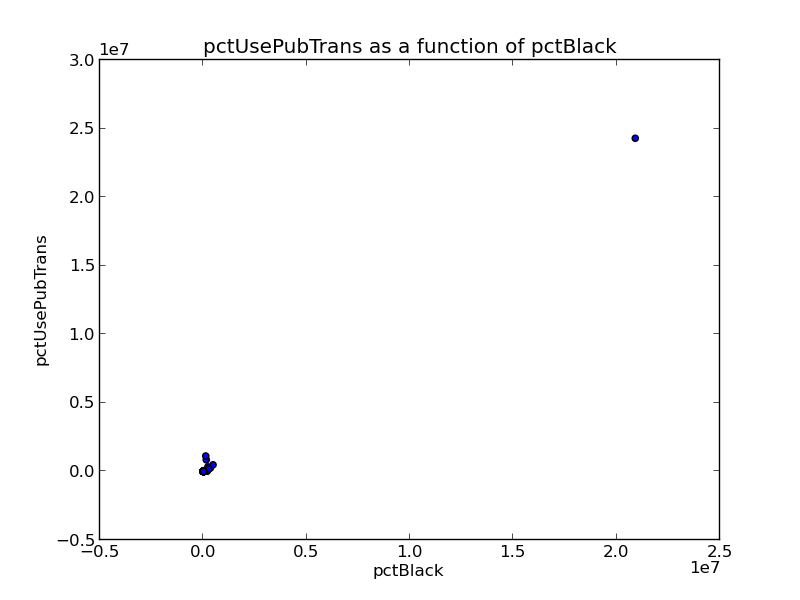 pctUsePubTrans as a function of pctBlack
1e7
3.0
2.5
2.0
1.5
1.0
0.5
0.0
−0.5
pctUsePubTrans
−0.5 0.0 0.5 1.0 1.5 2.0 2.5
1e7
pctBlack